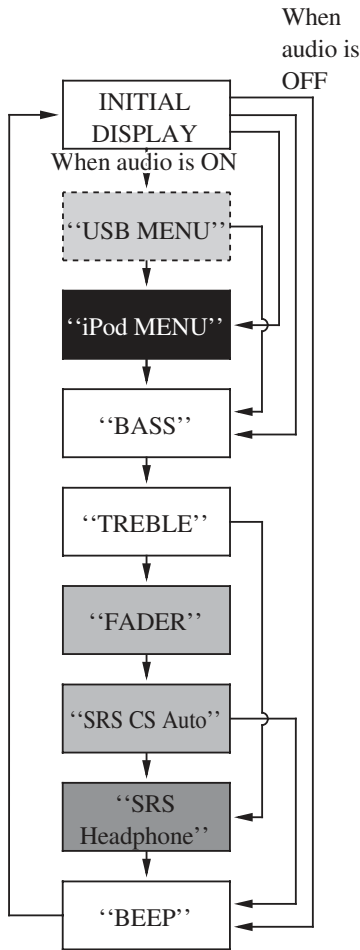 When
audio is
OFF
INITIAL
DISPLAY
When audio is ON
‘‘USB MENU’’
‘‘iPod MENU’’
‘‘BASS’’
‘‘TREBLE’’
‘‘FADER’’
‘‘SRS CS Auto’’
‘‘SRS
Headphone’’
‘‘BEEP’’